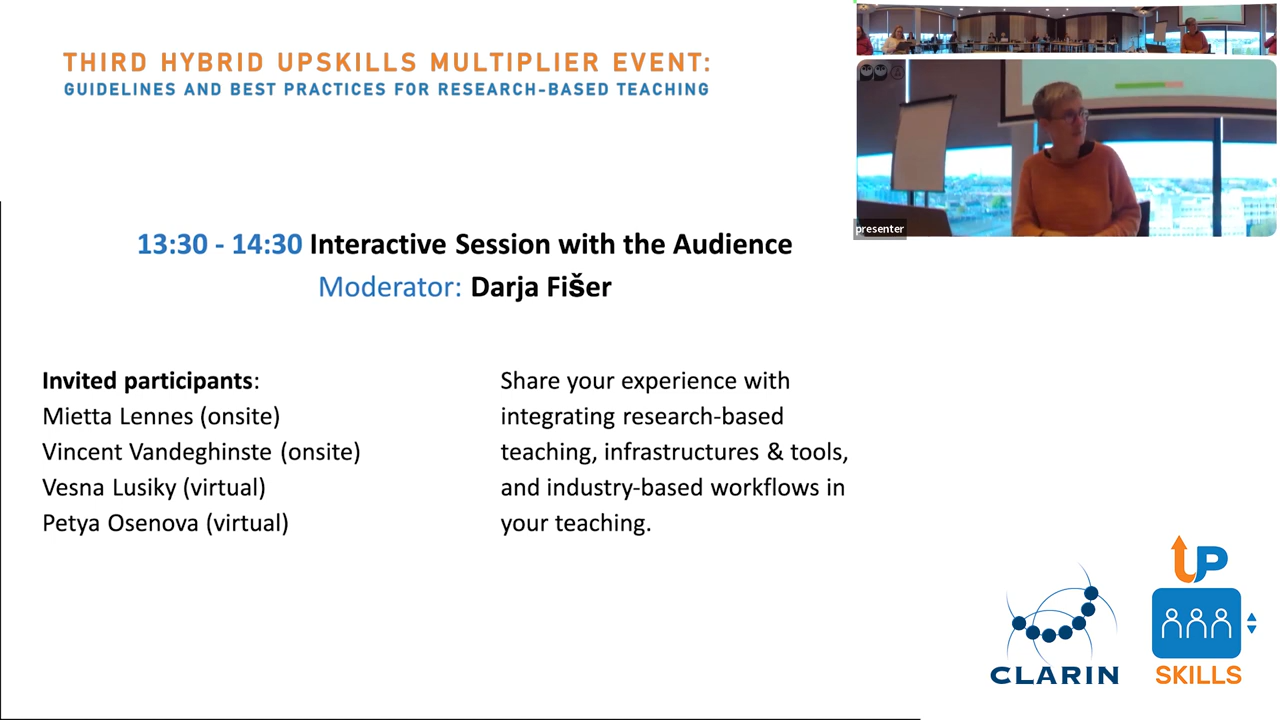 THIRD HYBRID UPSKILLS MULTIPLIER EVENT:
GUIDELINES AND BEST PRACTICES FOR RESEARCH-BASED TEACHING
presenter
13:30 - 14:30 Interactive Session with the Audience
Moderator: Darja Fišer
Invited participants:
Mietta Lennes (onsite)
Vincent Vandeghinste (onsite)
Vesna Lusiky (virtual)
Petya Osenova (virtual)
Share your experience with
integrating research-based
teaching, infrastructures & tools,
and industry-based workflows in
your teaching.
CLARIN
UP
SKILLS